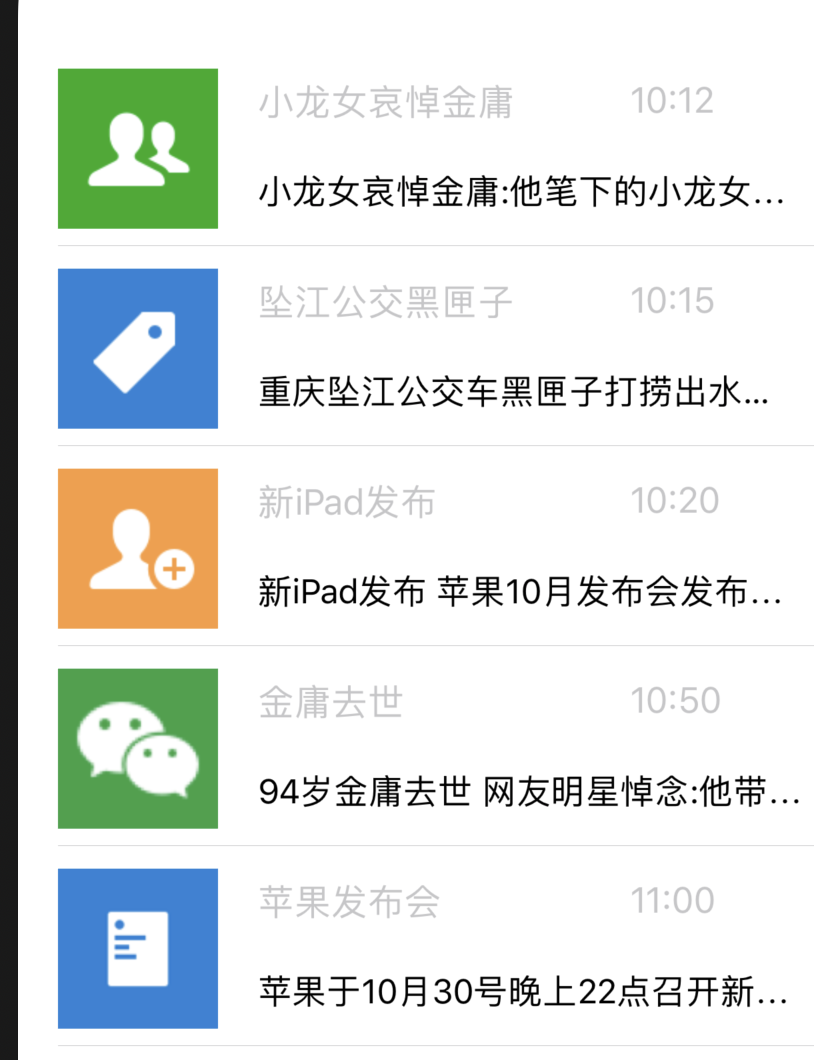 小龙女哀悼金庸 10:12
小龙女哀悼金庸:他笔下的小龙女...
坠江公交黑匣子 10:15
重庆坠江公交车黑匣子打捞出水...
新iPad发布 10:20
新iPad发布 苹果10月发布会发布...
金庸去世 10:50
94岁金庸去世 网友明星悼念:他带...
苹果发布会 11:00
苹果于10月30号晚上22点召开新...